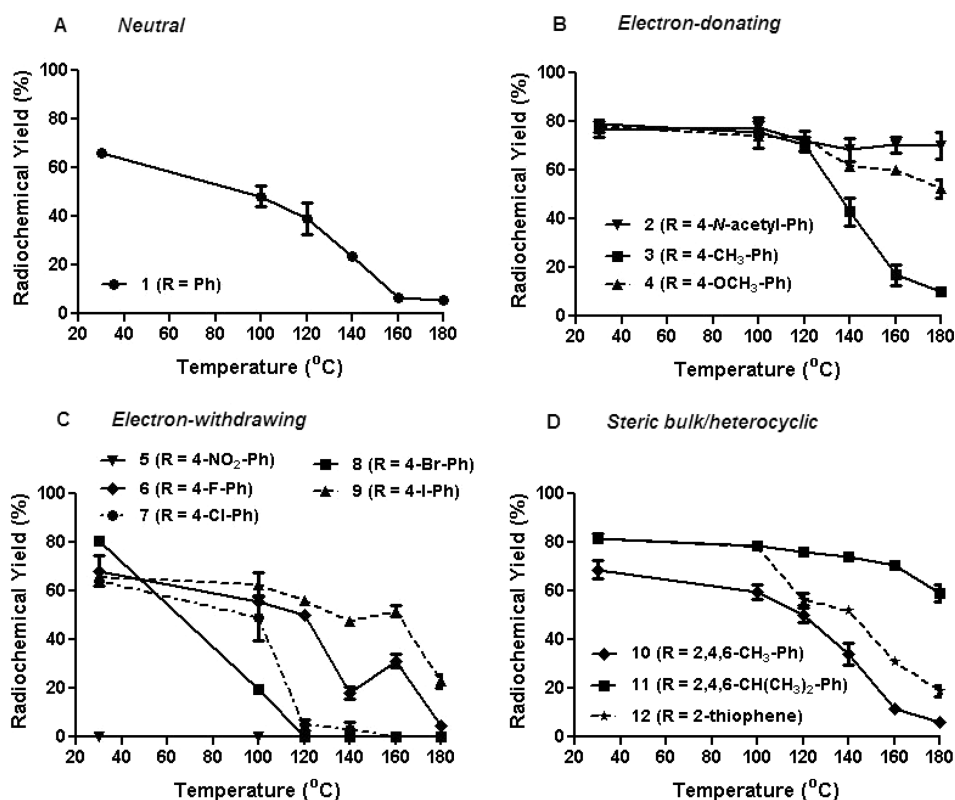 A Neutral
Radiochemical Yield (%)
100
80
60
40
20
0
1 (R = Ph)
20 40 60 80 100 120 140 160 180
Temperature (⁰C)
B Electron-donating
Radiochemical Yield (%)
100
80
60
40
20
0
2 (R = 4-N-acetyl-Ph)
3 (R = 4-CH₃-Ph)
4 (R = 4-OCH₃-Ph)
20 40 60 80 100 120 140 160 180
Temperature (⁰C)
C Electron-withdrawing
5 (R = 4-NO₂-Ph)
6 (R = 4-F-Ph)
7 (R = 4-Cl-Ph)
8 (R = 4-Br-Ph)
9 (R = 4-I-Ph)
Radiochemical Yield (%)
100
80
60
40
20
0
20 40 60 80 100 120 140 160 180
Temperature (⁰C)
D Steric bulk/heterocyclic
Radiochemical Yield (%)
100
80
60
40
20
0
10 (R = 2,4,6-CH₃-Ph)
11 (R = 2,4,6-CH(CH₃)₂-Ph)
12 (R = 2-thiophene)
20 40 60 80 100 120 140 160 180
Temperature (⁰C)